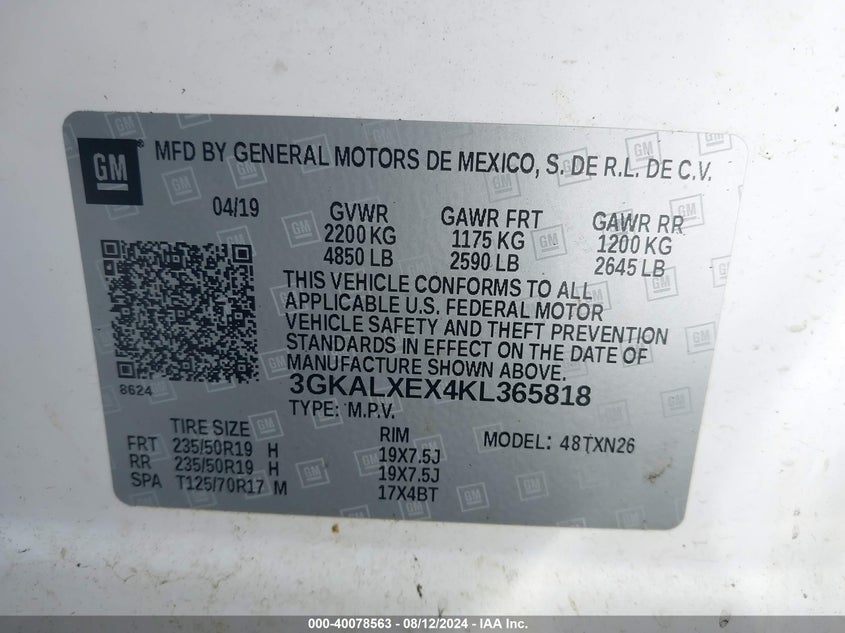 GM MFD BY GENERAL MOTORS DE MEXICO, S. DE R.L. DE C.V.
04/19 GVWR GAWR FRT GAWR RR
2200 KG 1175 KG 1200 KG
4850 LB 2590 LB 2645 LB
THIS VEHICLE CONFORMS TO ALL
APPLICABLE U.S. FEDERAL MOTOR
VEHICLE SAFETY AND THEFT PREVENTION
STANDARDS IN EFFECT ON THE DATE OF
MANUFACTURE SHOWN ABOVE.
8624
3GKALXEX4KL365818
TYPE: M.P.V.
TIRE SIZE RIM MODEL: 48TXN26
FRT 235/50R19 H 19X7.5J
RR 235/50R19 H 19X7.5J
SPA T125/70R17 M 17X4BT
000-40078563 - 08/12/2024 - IAA Inc.